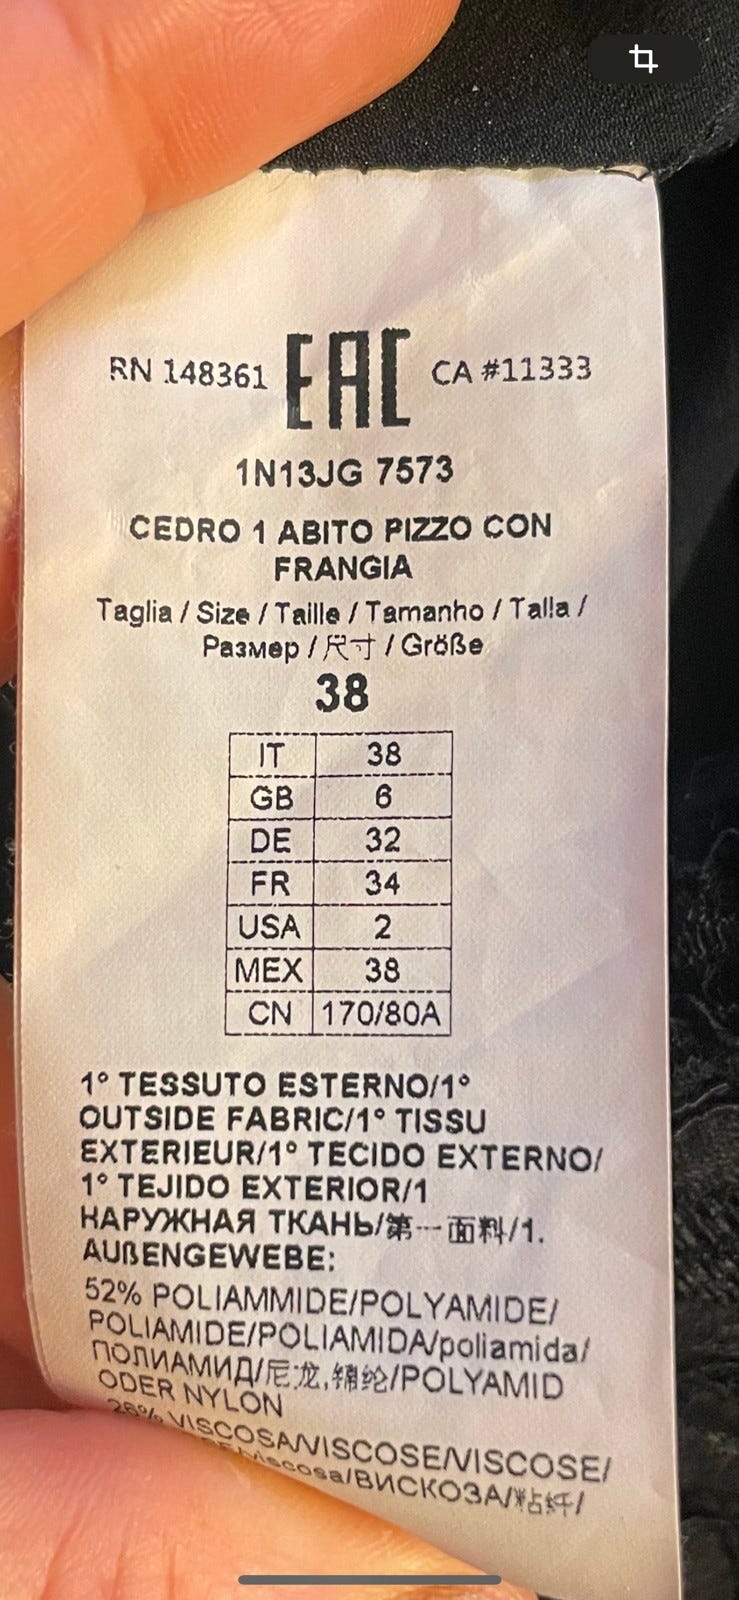 RN 148361 EAC CA #11333
1N13JG 7573
CEDRO 1 ABITO PIZZO CON
FRANGIA
Taglia / Size / Taille / Tamanho / Talla /
Размер / 尺寸 / Größe
38
IT 38
GB 6
DE 32
FR 34
USA 2
MEX 38
CN 170/80A
1° TESSUTO ESTERNO/1°
OUTSIDE FABRIC/1° TISSU
EXTERIEUR/1° TECIDO EXTERNO/
1° TEJIDO EXTERIOR/1
НАРУЖНАЯ ТКАНЬ/第一面料/1.
AUßENGEWEBE:
52% POLIAMMIDE/POLYAMIDE/
POLIAMIDE/POLIAMIDA/poliamida/
ПОЛИАМИД/尼龙,锦纶/POLYAMID
ODER NYLON
26% VISCOSA/VISCOSE/VISCOSE/
viscosa/ВИСКОЗА/粘纤/